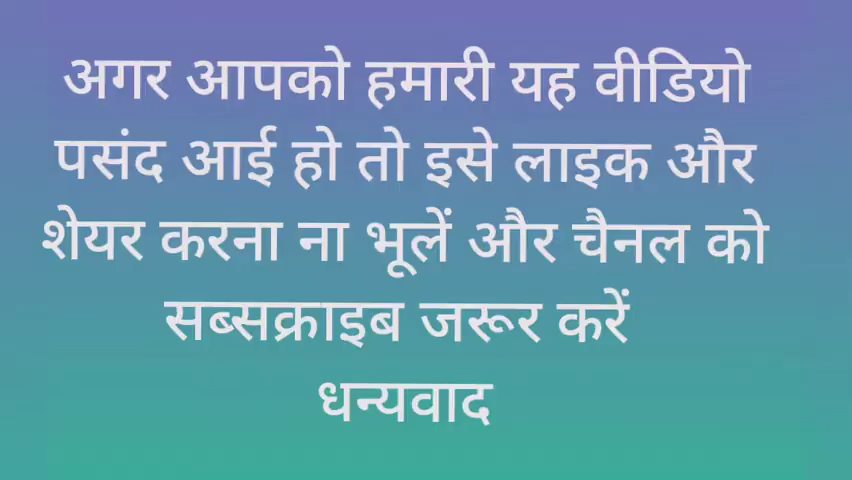 अगर आपको हमारी यह वीडियो
पसंद आई हो तो इसे लाइक और
शेयर करना ना भूलें और चैनल को
सब्सक्राइब जरूर करें
धन्यवाद